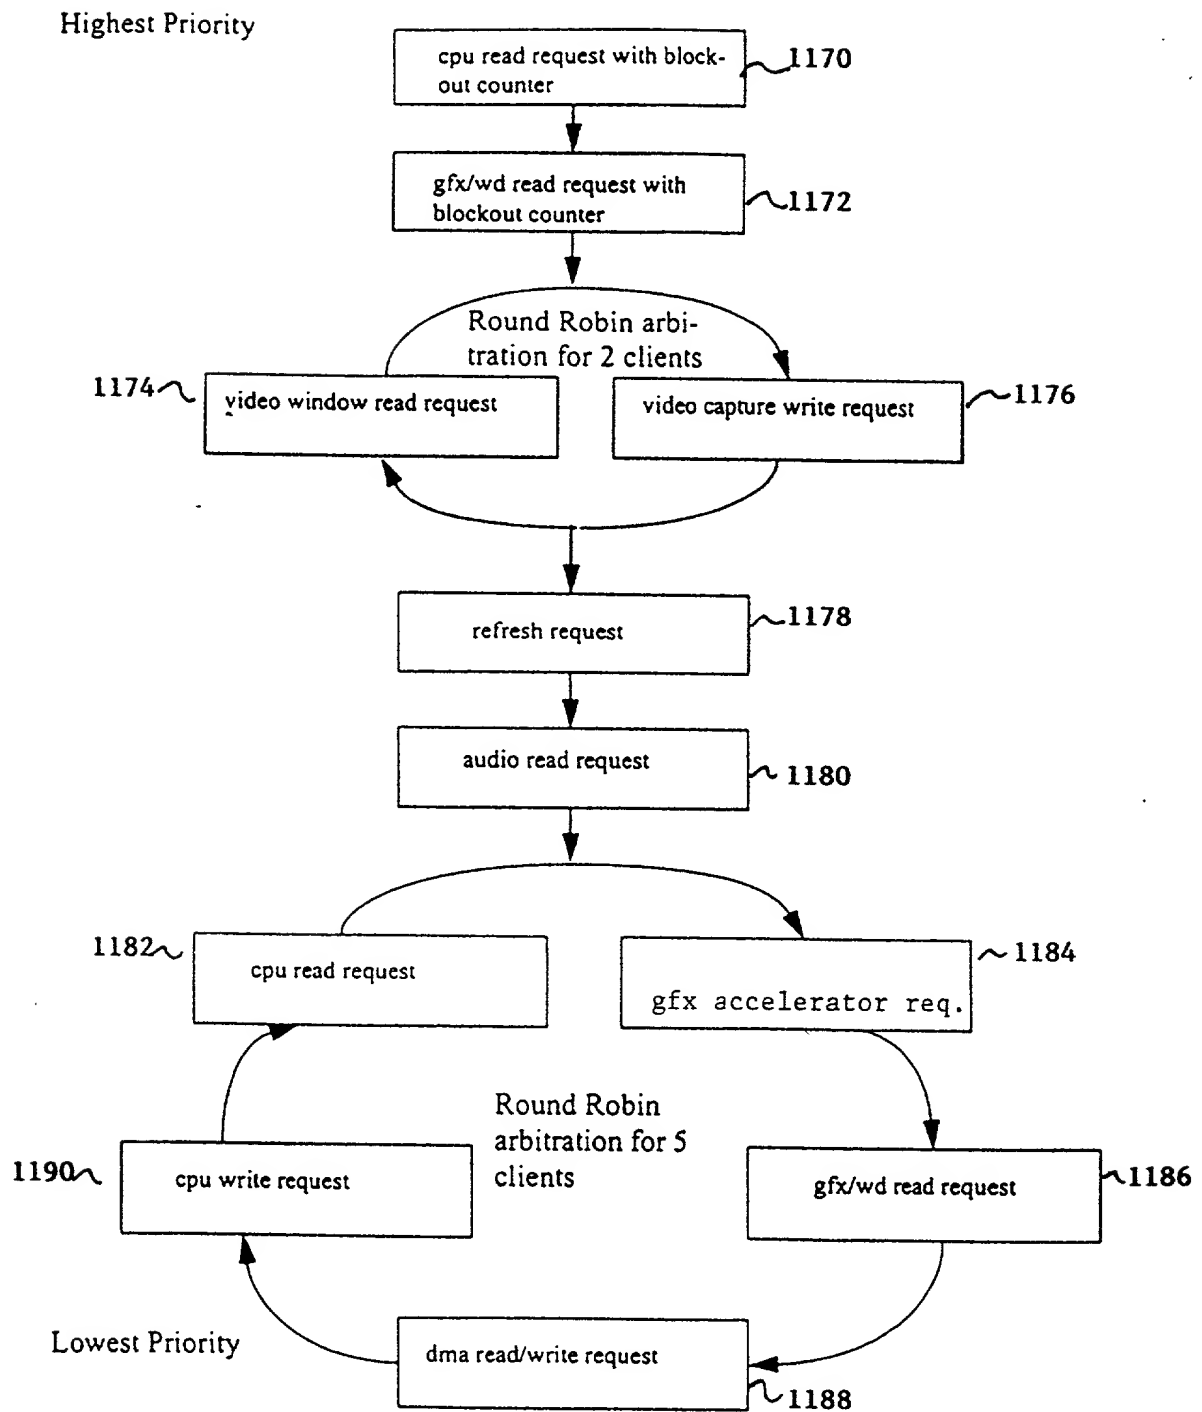 Highest Priority
cpu read request with block-
out counter
1170
gfx/wd read request with
blockout counter
1172
Round Robin arbi-
tration for 2 clients
1174
video window read request
video capture write request
1176
refresh request
1178
audio read request
1180
1182
cpu read request
gfx accelerator req.
1184
Round Robin
arbitration for 5
clients
1190
cpu write request
gfx/wd read request
1186
Lowest Priority
dma read/write request
1188